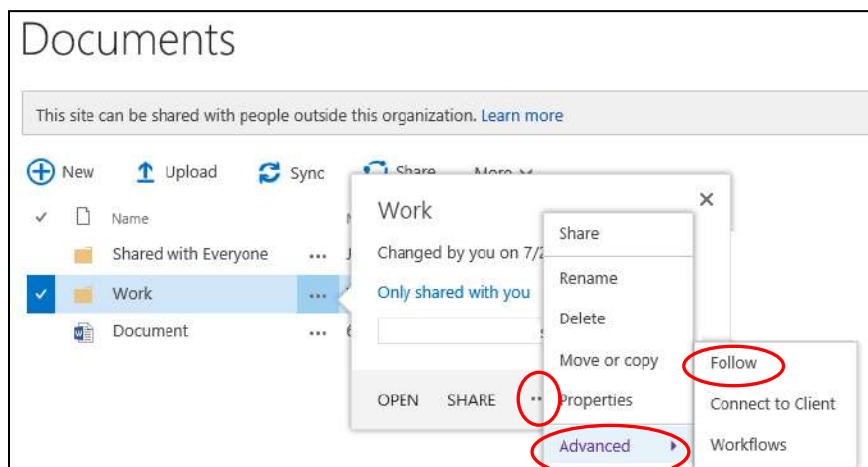 Documents
This site can be shared with people outside this organization. Learn more
New Upload Sync Share More
Name
Shared with Everyone ...
Work ...
Document ...
Work
Changed by you on 7/2
Only shared with you
OPEN SHARE
Share
Rename
Delete
Move or copy
Properties
Advanced
Follow
Connect to Client
Workflows